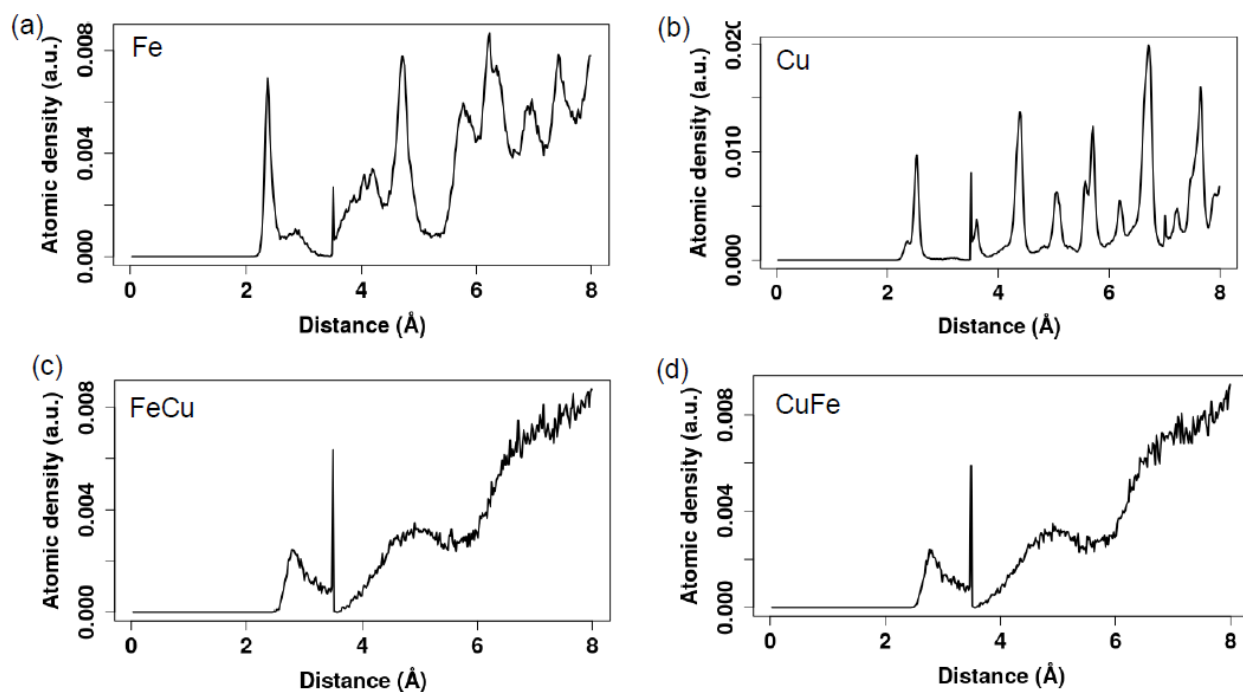 (a)
Fe
Atomic density (a.u.)
0.000 0.004 0.008
0 2 4 6 8
Distance (Å)
(b)
Cu
Atomic density (a.u.)
0.000 0.010 0.020
0 2 4 6 8
Distance (Å)
(c)
FeCu
Atomic density (a.u.)
0.000 0.004 0.008
0 2 4 6 8
Distance (Å)
(d)
CuFe
Atomic density (a.u.)
0.000 0.004 0.008
0 2 4 6 8
Distance (Å)